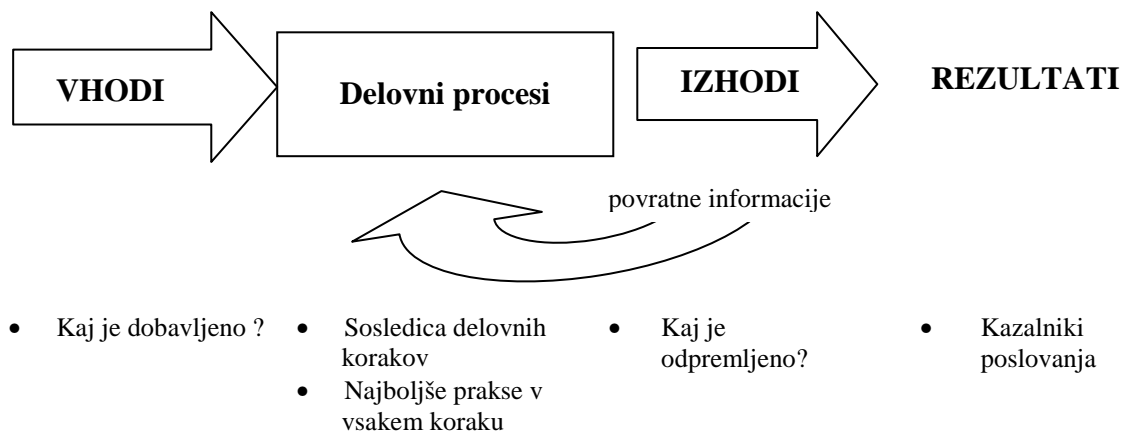 VHODI
Delovni procesi
IZHODI
REZULTATI
povratne informacije
• Kaj je dobavljeno ?
• Sosledica delovnih
korakov
• Najboljše prakse v
vsakem koraku
• Kaj je
odpremljeno?
• Kazalniki
poslovanja